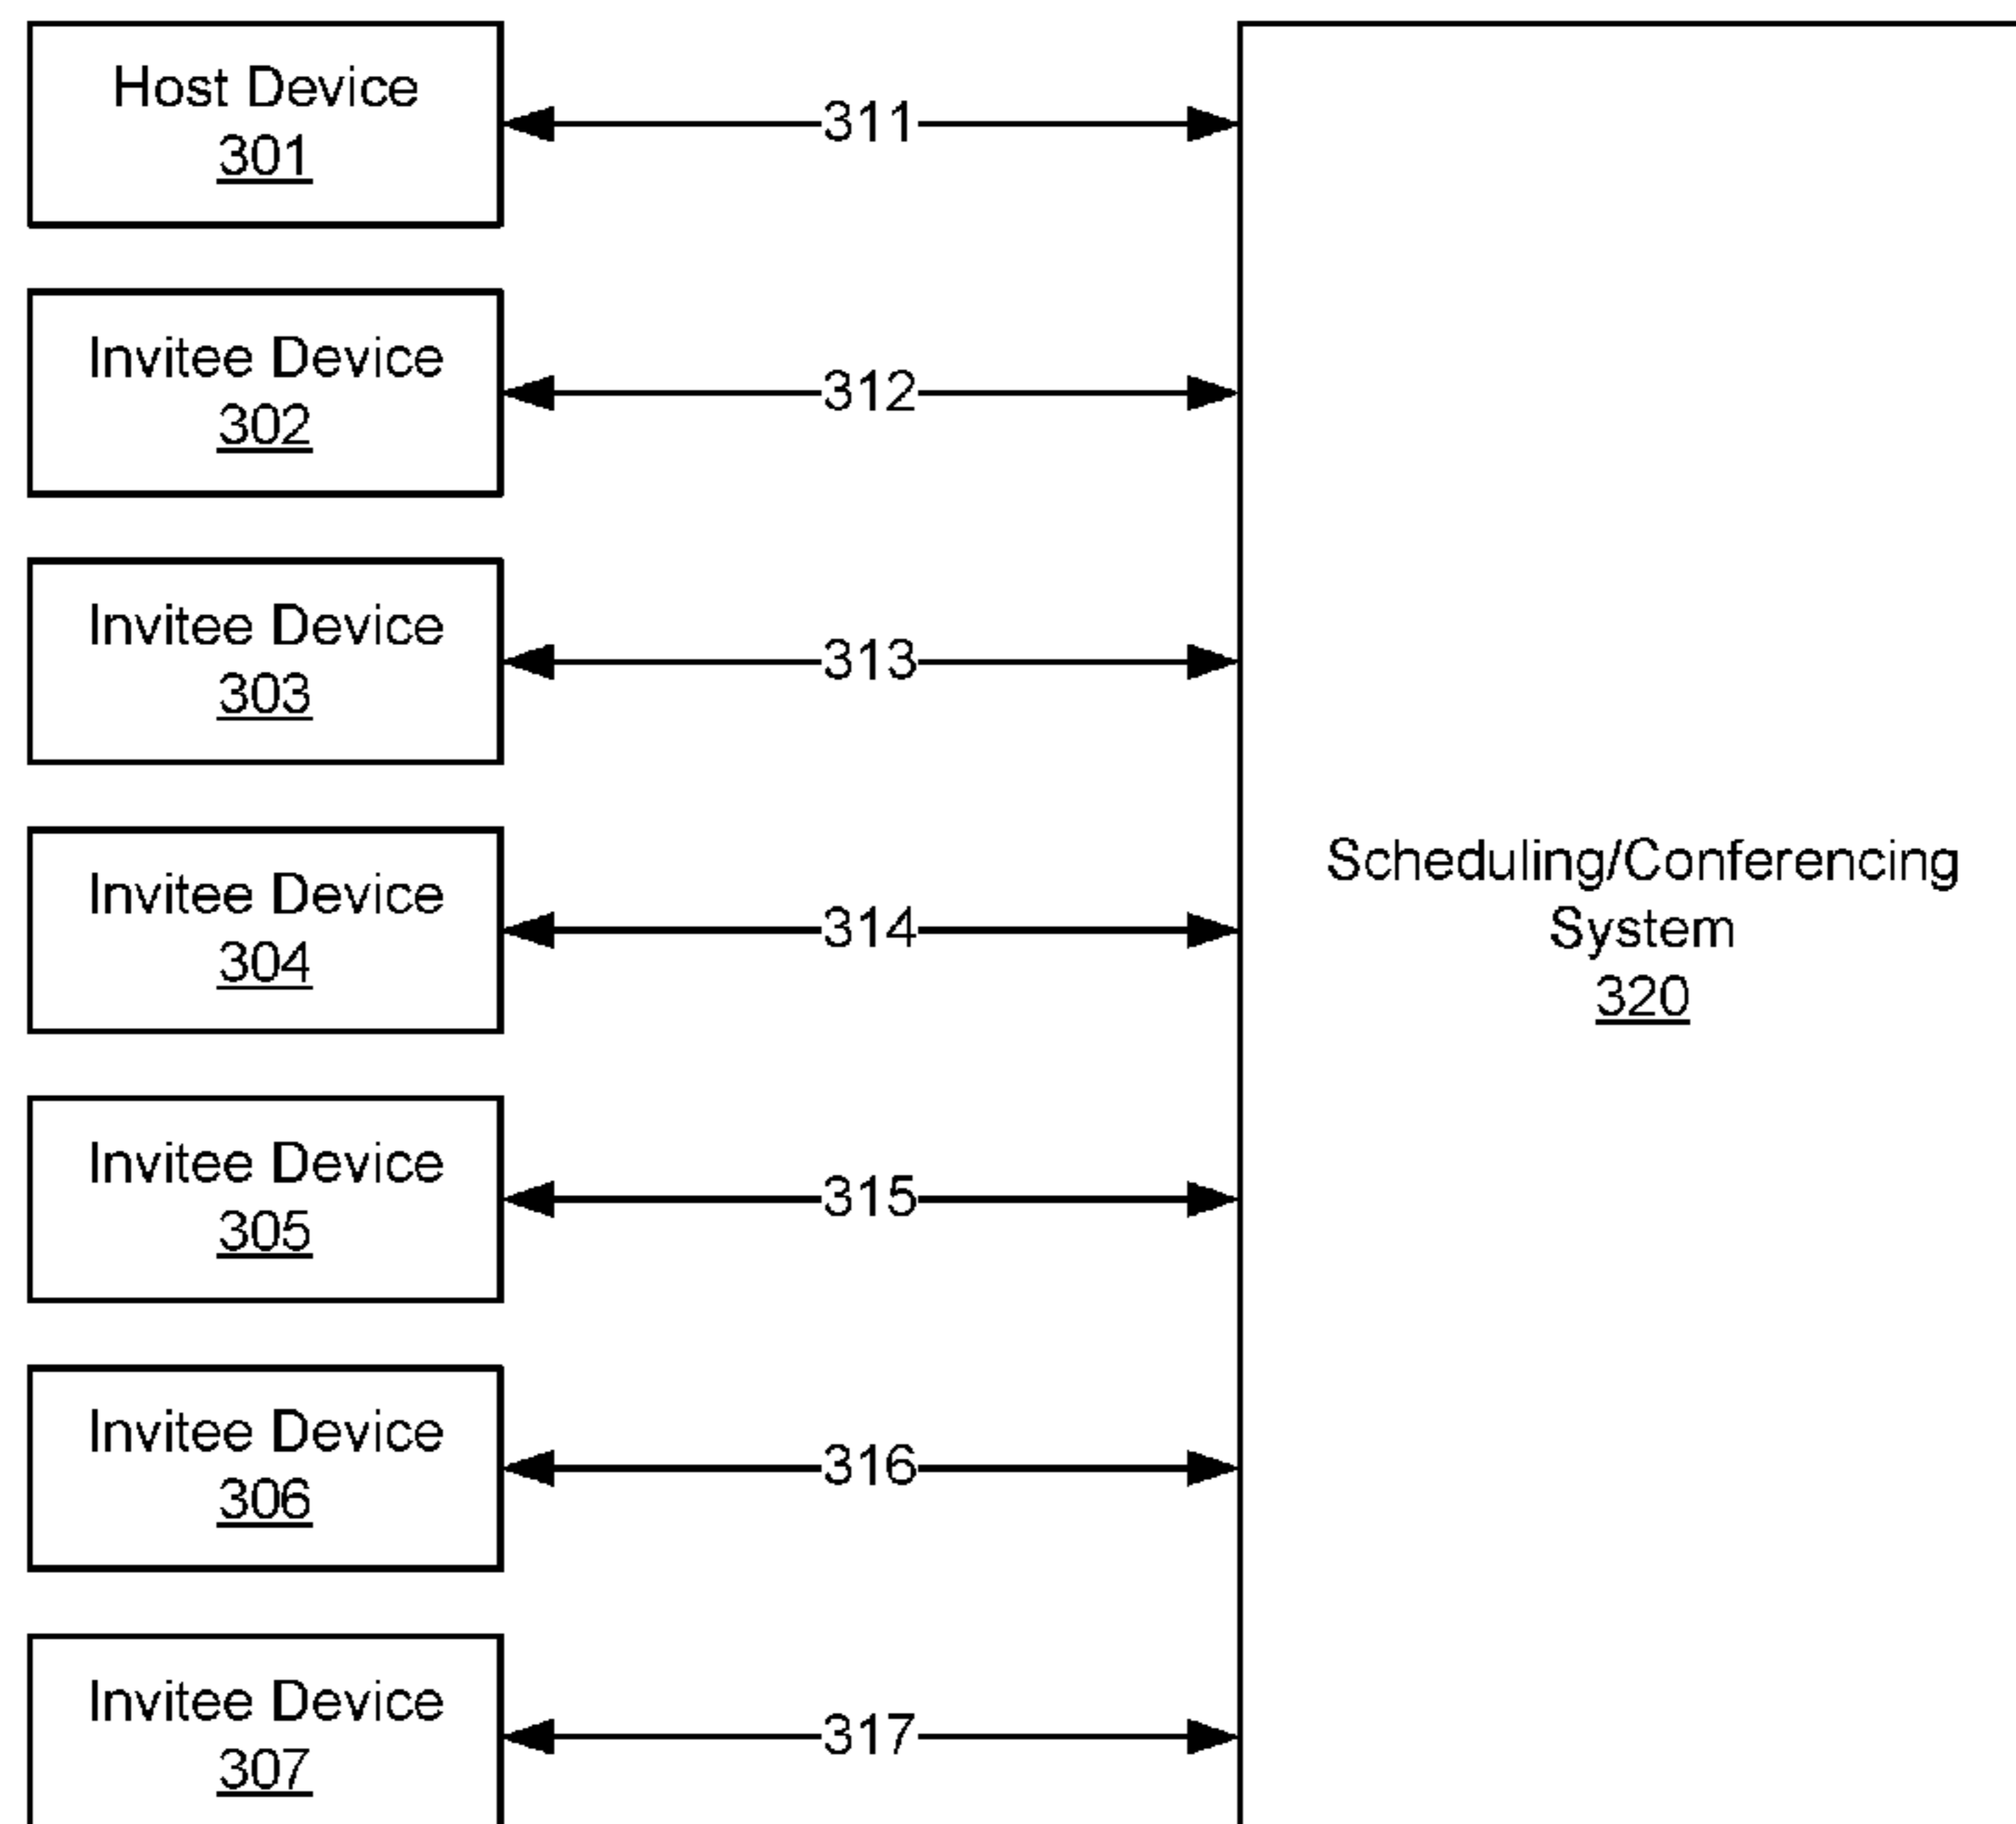 Host Device
301
311
Invitee Device
302
312
Invitee Device
303
313
Invitee Device
304
314
Invitee Device
305
315
Invitee Device
306
316
Invitee Device
307
317
Scheduling/Conferencing
System
320